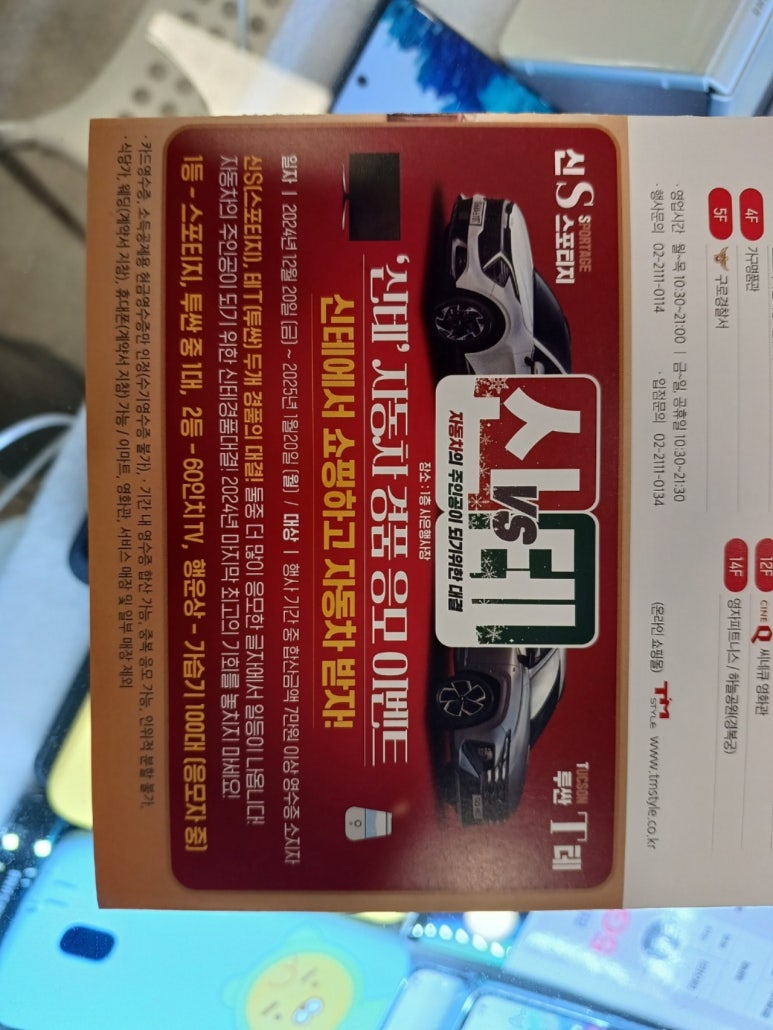 4F 가구명품관
5F 구로경찰서
12F CINE Q 씨네큐 영화관
14F 영자피트니스 / 하늘공원(경복궁)
· 영업시간 월~목 10:30~21:00 | 금~일, 공휴일 10:30~21:30
· 행사문의 02-2111-0114 · 입점문의 02-2111-0134
(온라인 쇼핑몰) TM STYLE www.tmstyle.co.kr
신 S SPORTAGE 스포티지
TUCSON 투싼 T 테
신 VS 테
자동차의 주인공이 되기위한 대결
장소 : 1층 사은행사장
'신테' 자동차 경품 응모 이벤트
신테에서 쇼핑하고 자동차 받자!
일자 | 2024년 12월 20일 (금) ~ 2025년 1월20일 (월) / 대상 | 행사 기간 중 합산금액 7만원 이상 영수증 소지자
신S(스포티지), 테T(투싼) 두개 경품의 대결! 둘중 더 많이 응모한 글자에서 일등이 나옵니다!
자동차의 주인공이 되기 위한 신테경품대결! 2024년 마지막 최고의 기회를 놓치지 마세요!
1등 - 스포티지, 투싼 중 1대, 2등 - 60인치TV, 행운상 - 가습기 100대 (응모자 중)
· 카드영수증, 소득공제용 현금영수증만 인정(수기영수증 불가), · 기간 내 영수증 합산 가능, 중복 응모 가능, 인위적 분할 불가,
· 식당가, 웨딩(계약서 지참), 휴대폰(계약서 지참) 가능 / 이마트, 영화관, 서비스 매장 및 일부 매장 제외
5G